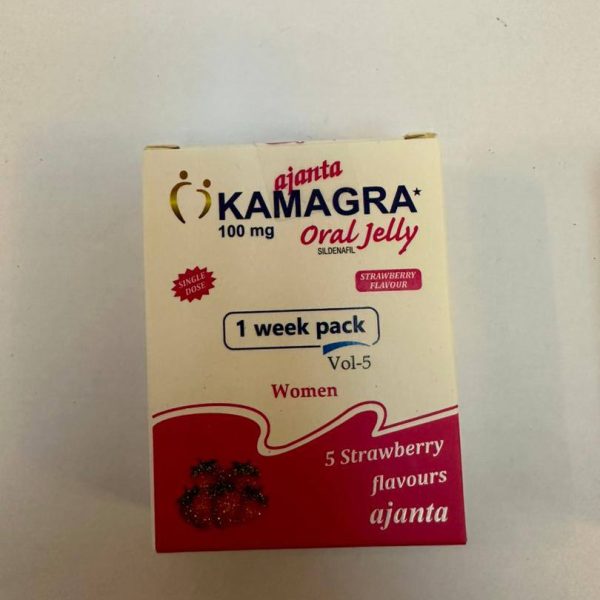 ajanta
KAMAGRA*
100 mg
Oral Jelly
SILDENAFIL
SINGLE
DOSE
STRAWBERRY
FLAVOUR
1 week pack
Vol-5
Women
5 Strawberry
flavours
ajanta